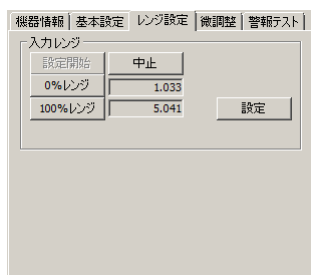 機器情報 基本設定 レンジ設定 微調整 警報テスト
入力レンジ
設定開始 中止
0%レンジ 1.033
100%レンジ 5.041 設定